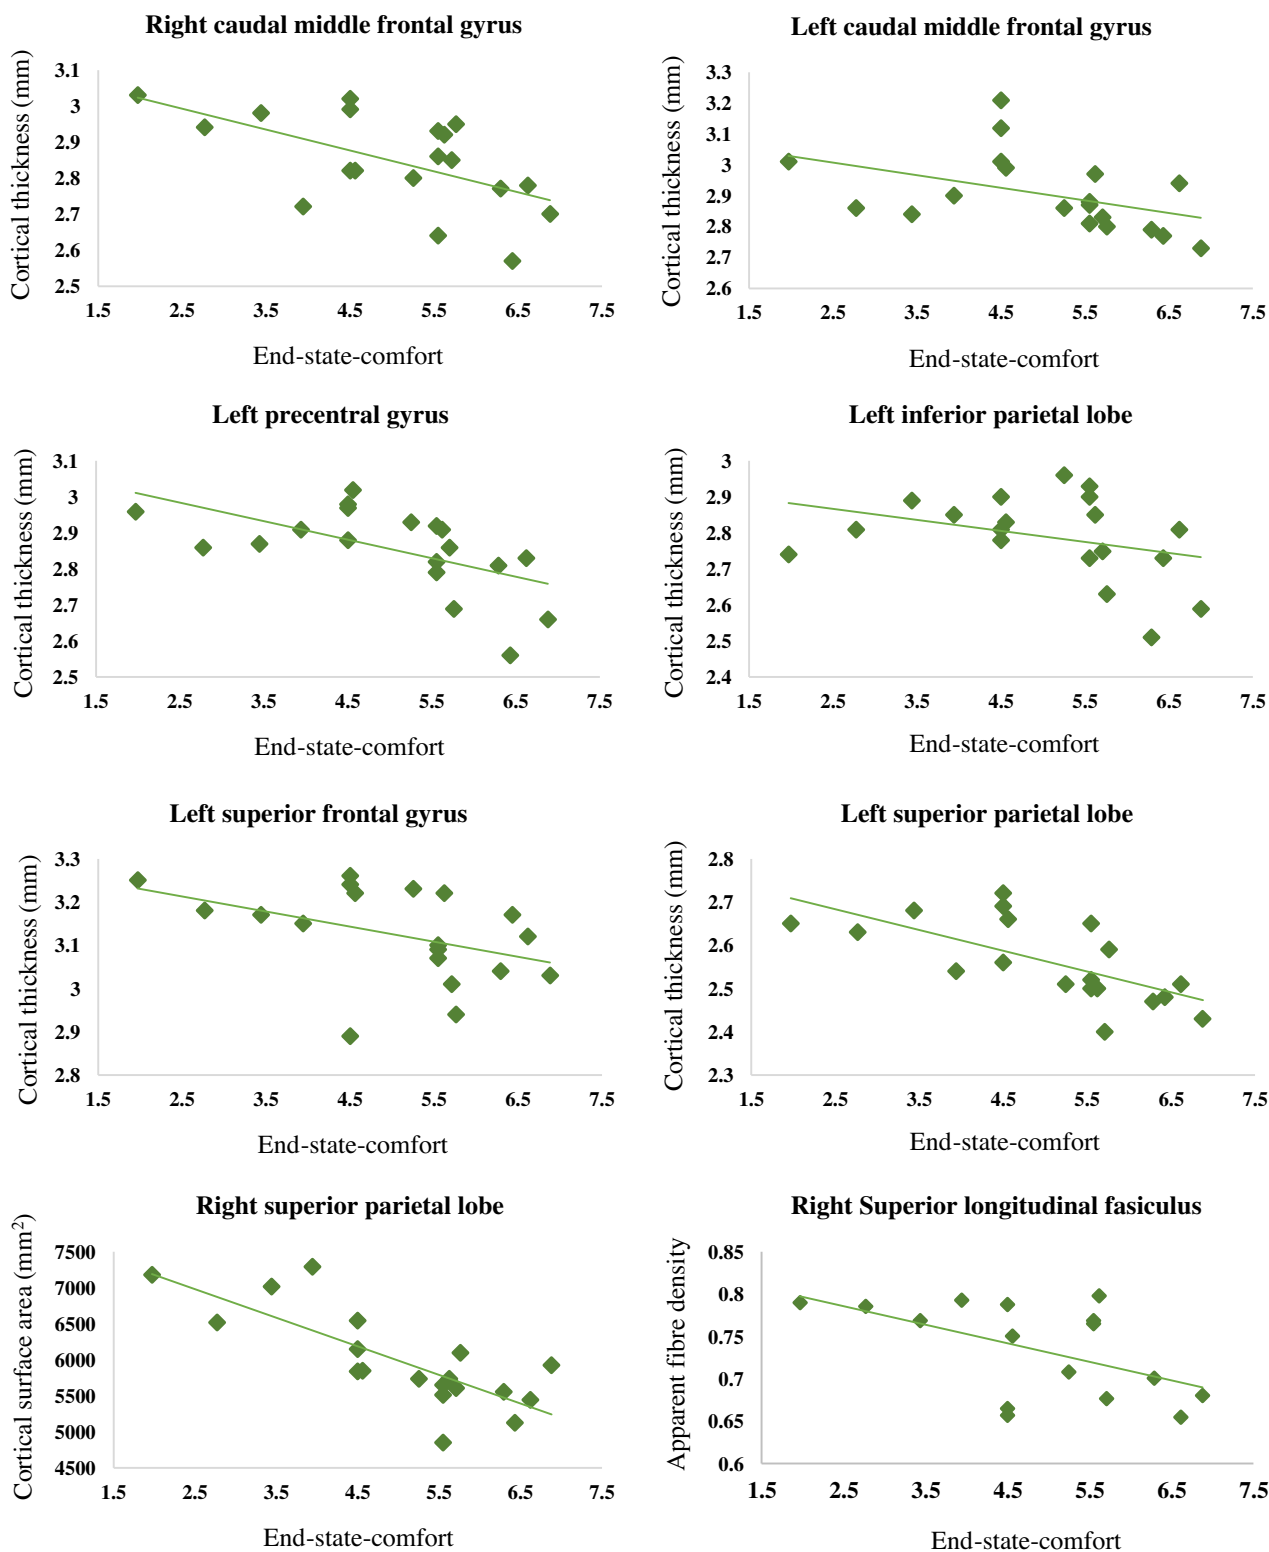 Right caudal middle frontal gyrus
Cortical thickness (mm)
3.1
3
2.9
2.8
2.7
2.6
2.5
1.5 2.5 3.5 4.5 5.5 6.5 7.5
End-state-comfort
Left caudal middle frontal gyrus
Cortical thickness (mm)
3.3
3.2
3.1
3
2.9
2.8
2.7
2.6
1.5 2.5 3.5 4.5 5.5 6.5 7.5
End-state-comfort
Left precentral gyrus
Cortical thickness (mm)
3.1
3
2.9
2.8
2.7
2.6
2.5
1.5 2.5 3.5 4.5 5.5 6.5 7.5
End-state-comfort
Left inferior parietal lobe
Cortical thickness (mm)
3
2.9
2.8
2.7
2.6
2.5
2.4
1.5 2.5 3.5 4.5 5.5 6.5 7.5
End-state-comfort
Left superior frontal gyrus
Cortical thickness (mm)
3.3
3.2
3.1
3
2.9
2.8
1.5 2.5 3.5 4.5 5.5 6.5 7.5
End-state-comfort
Left superior parietal lobe
Cortical thickness (mm)
2.8
2.7
2.6
2.5
2.4
2.3
1.5 2.5 3.5 4.5 5.5 6.5 7.5
End-state-comfort
Right superior parietal lobe
Cortical surface area (mm²)
7500
7000
6500
6000
5500
5000
4500
1.5 2.5 3.5 4.5 5.5 6.5 7.5
End-state-comfort
Right Superior longitudinal fasiculus
Apparent fibre density
0.85
0.8
0.75
0.7
0.65
0.6
1.5 2.5 3.5 4.5 5.5 6.5 7.5
End-state-comfort